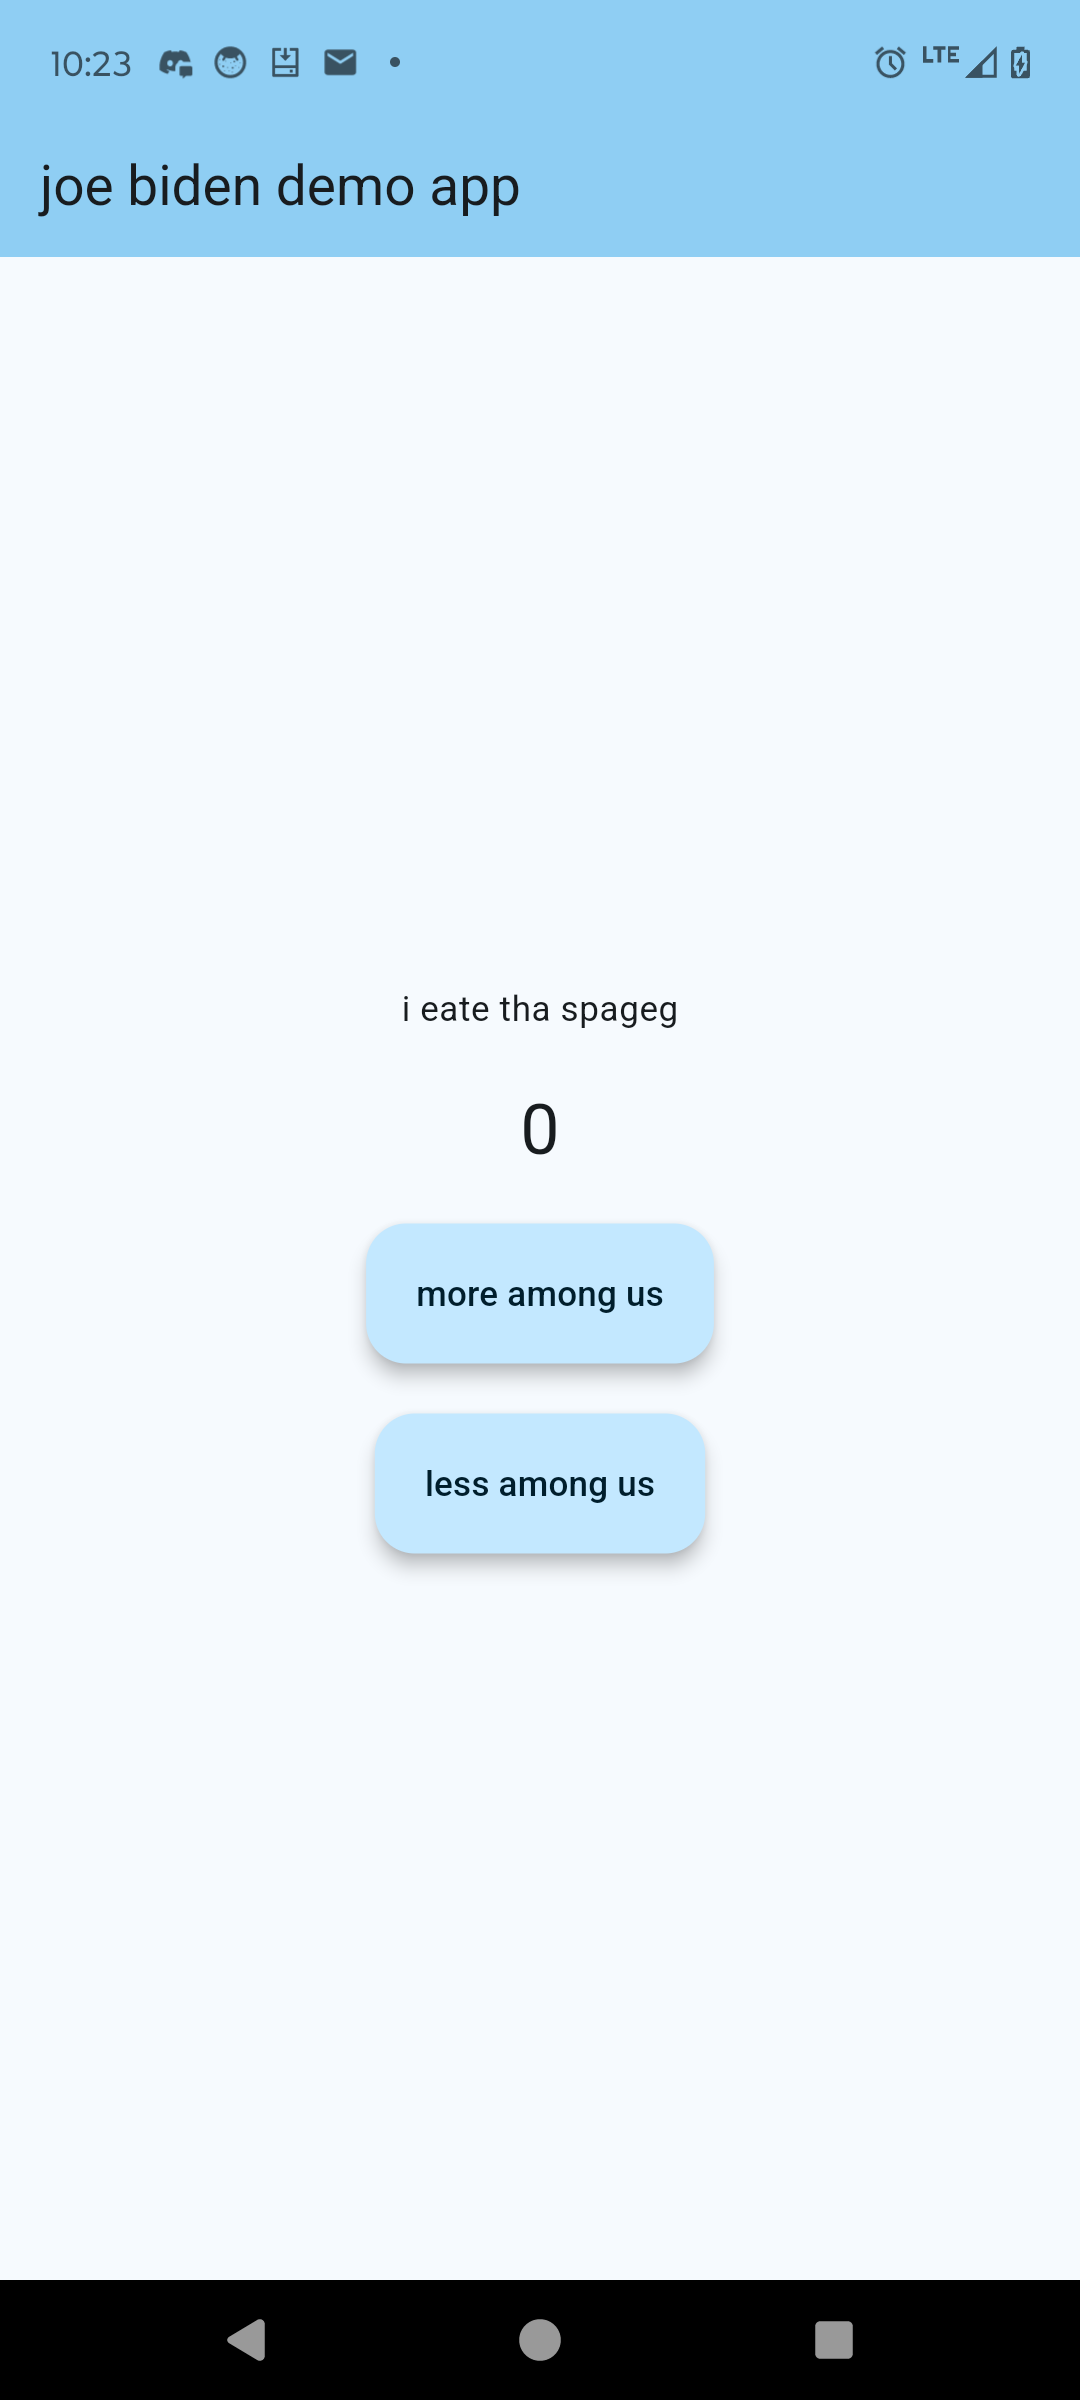 10:23
LTE
joe biden demo app
i eate tha spageg
0
more among us
less among us